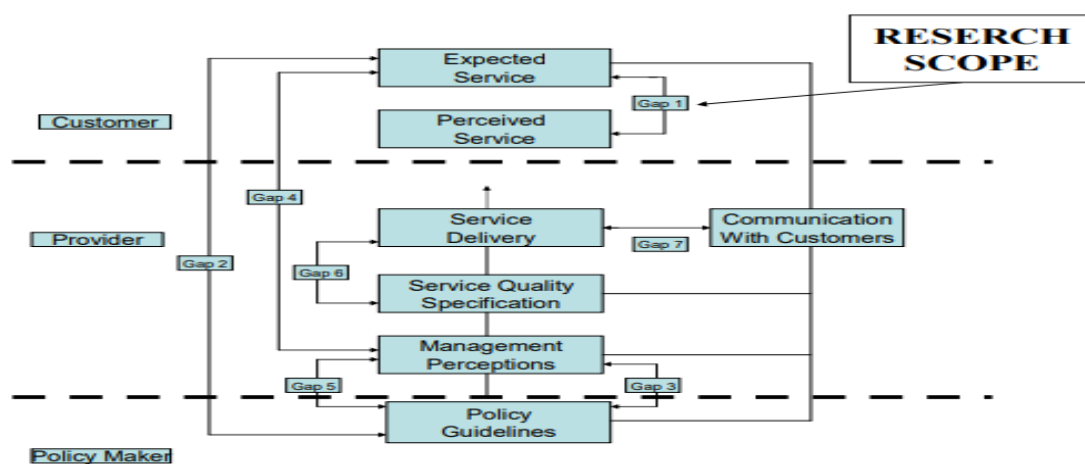 RESERCH
SCOPE
Expected
Service
Gap 1
Perceived
Service
Customer
Gap 4
Service
Delivery
Communication
With Customers
Provider
Gap 7
Gap 2
Gap 6
Service Quality
Specification
Management
Perceptions
Gap 5
Gap 3
Policy
Guidelines
Policy Maker